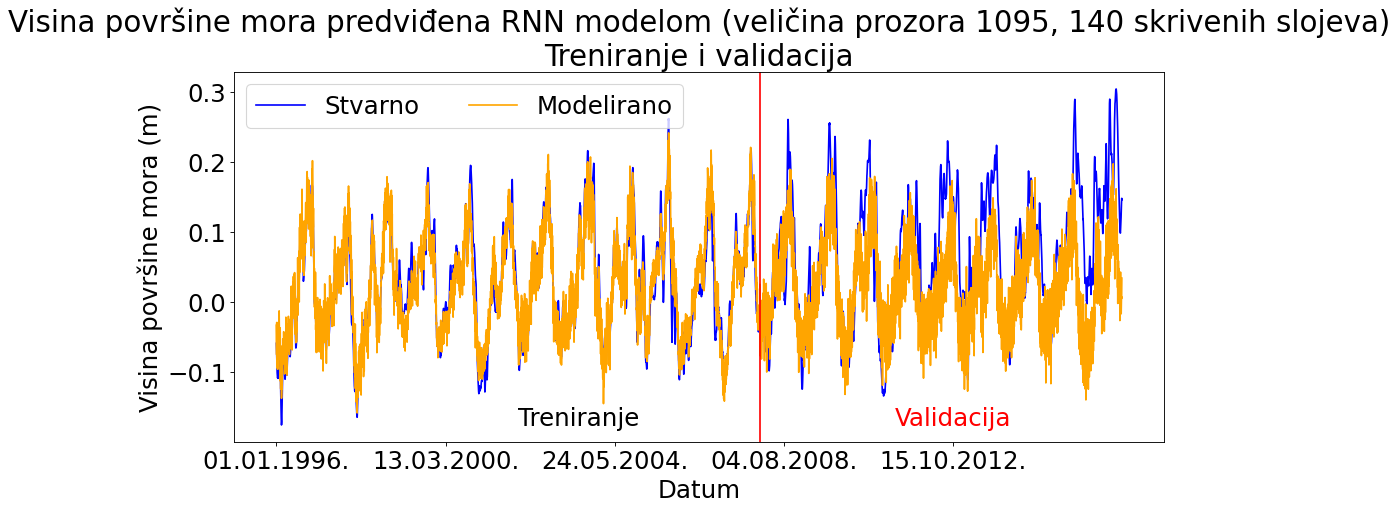 Visina površine mora predviđena RNN modelom (veličina prozora 1095, 140 skrivenih slojeva)
Treniranje i validacija
Stvarno
Modelirano
Visina površine mora (m)
0.3
0.2
0.1
0.0
−0.1
Treniranje
Validacija
01.01.1996.
13.03.2000.
24.05.2004.
04.08.2008.
15.10.2012.
Datum